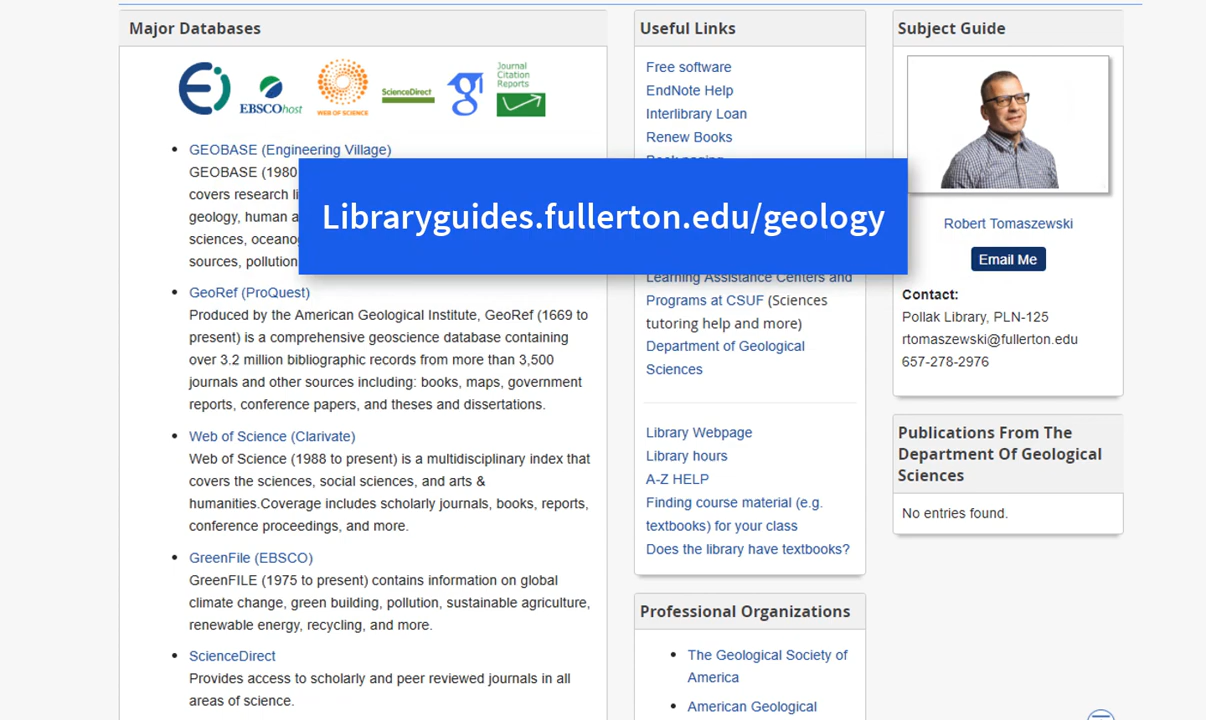 Major Databases
EBSCOhost
WEB OF SCIENCE
ScienceDirect
Journal
Citation
Reports
GEOBASE (Engineering Village)
GEOBASE (1980
covers research
geology, human a
sciences, oceanog
sources, pollution
GeoRef (ProQuest)
Produced by the American Geological Institute, GeoRef (1669 to
present) is a comprehensive geoscience database containing
over 3.2 million bibliographic records from more than 3,500
journals and other sources including: books, maps, government
reports, conference papers, and theses and dissertations.
Web of Science (Clarivate)
Web of Science (1988 to present) is a multidisciplinary index that
covers the sciences, social sciences, and arts &
humanities.Coverage includes scholarly journals, books, reports,
conference proceedings, and more.
GreenFile (EBSCO)
GreenFILE (1975 to present) contains information on global
climate change, green building, pollution, sustainable agriculture,
renewable energy, recycling, and more.
ScienceDirect
Provides access to scholarly and peer reviewed journals in all
areas of science.
Libraryguides.fullerton.edu/geology
Useful Links
Free software
EndNote Help
Interlibrary Loan
Renew Books
Learning Assistance Centers and
Programs at CSUF (Sciences
tutoring help and more)
Department of Geological
Sciences
Library Webpage
Library hours
A-Z HELP
Finding course material (e.g.
textbooks) for your class
Does the library have textbooks?
Professional Organizations
The Geological Society of
America
American Geological
Subject Guide
Robert Tomaszewski
Email Me
Contact:
Pollak Library, PLN-125
rtomaszewski@fullerton.edu
657-278-2976
Publications From The
Department Of Geological
Sciences
No entries found.